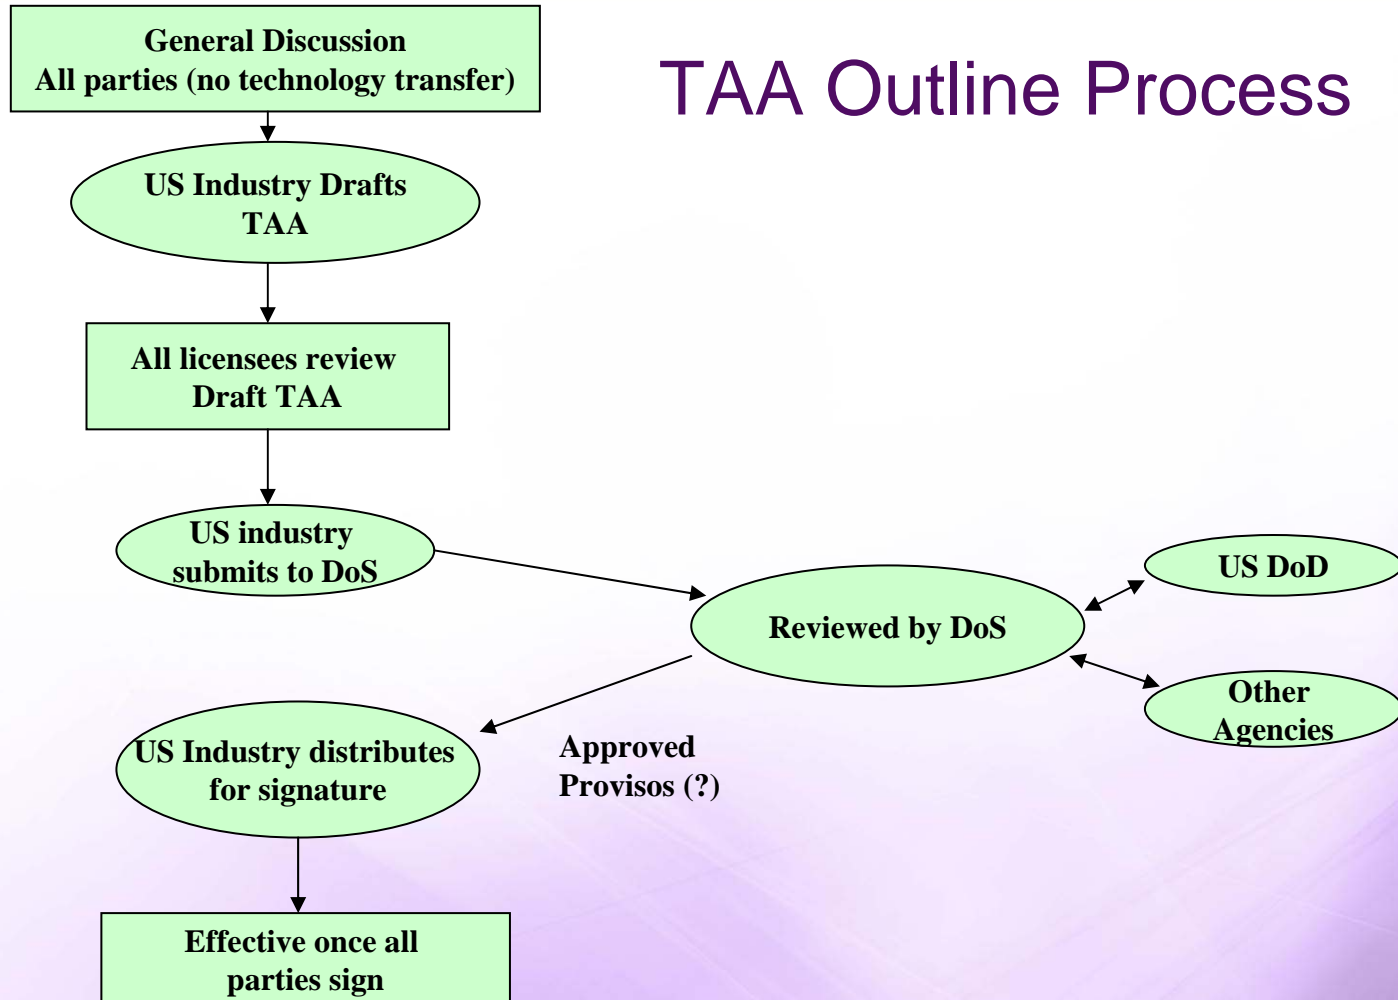 TAA Outline Process
General Discussion
All parties (no technology transfer)
US Industry Drafts
TAA
All licensees review
Draft TAA
US industry
submits to DoS
Reviewed by DoS
US DoD
Other
Agencies
Approved
Provisos (?)
US Industry distributes
for signature
Effective once all
parties sign